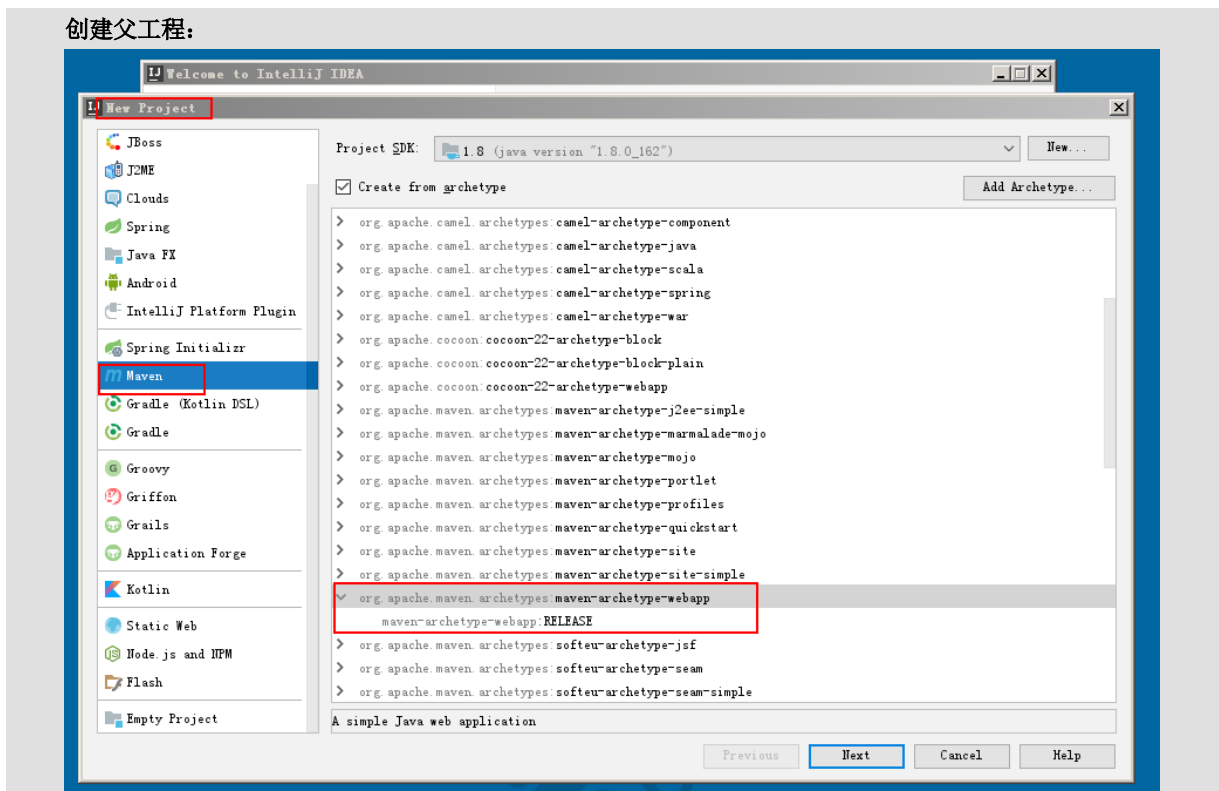 创建父工程：
Welcome to IntelliJ IDEA
New Project
JBoss
J2ME
Clouds
Spring
Java FX
Android
IntelliJ Platform Plugin
Spring Initializr
Maven
Gradle (Kotlin DSL)
Gradle
Groovy
Griffon
Grails
Application Forge
Kotlin
Static Web
Node.js and NPM
Flash
Empty Project
Project SDK: 1.8 (java version "1.8.0_162") New...
Create from archetype Add Archetype...
org.apache.camel.archetypes:camel-archetype-component
org.apache.camel.archetypes:camel-archetype-java
org.apache.camel.archetypes:camel-archetype-scala
org.apache.camel.archetypes:camel-archetype-spring
org.apache.camel.archetypes:camel-archetype-war
org.apache.cocoon:cocoon-22-archetype-block
org.apache.cocoon:cocoon-22-archetype-block-plain
org.apache.cocoon:cocoon-22-archetype-webapp
org.apache.maven.archetypes:maven-archetype-j2ee-simple
org.apache.maven.archetypes:maven-archetype-marmalade-mojo
org.apache.maven.archetypes:maven-archetype-mojo
org.apache.maven.archetypes:maven-archetype-portlet
org.apache.maven.archetypes:maven-archetype-profiles
org.apache.maven.archetypes:maven-archetype-quickstart
org.apache.maven.archetypes:maven-archetype-site
org.apache.maven.archetypes:maven-archetype-site-simple
org.apache.maven.archetypes:maven-archetype-webapp
maven-archetype-webapp:RELEASE
org.apache.maven.archetypes:softeu-archetype-jsf
org.apache.maven.archetypes:softeu-archetype-seam
org.apache.maven.archetypes:softeu-archetype-seam-simple
A simple Java web application
Previous Next Cancel Help